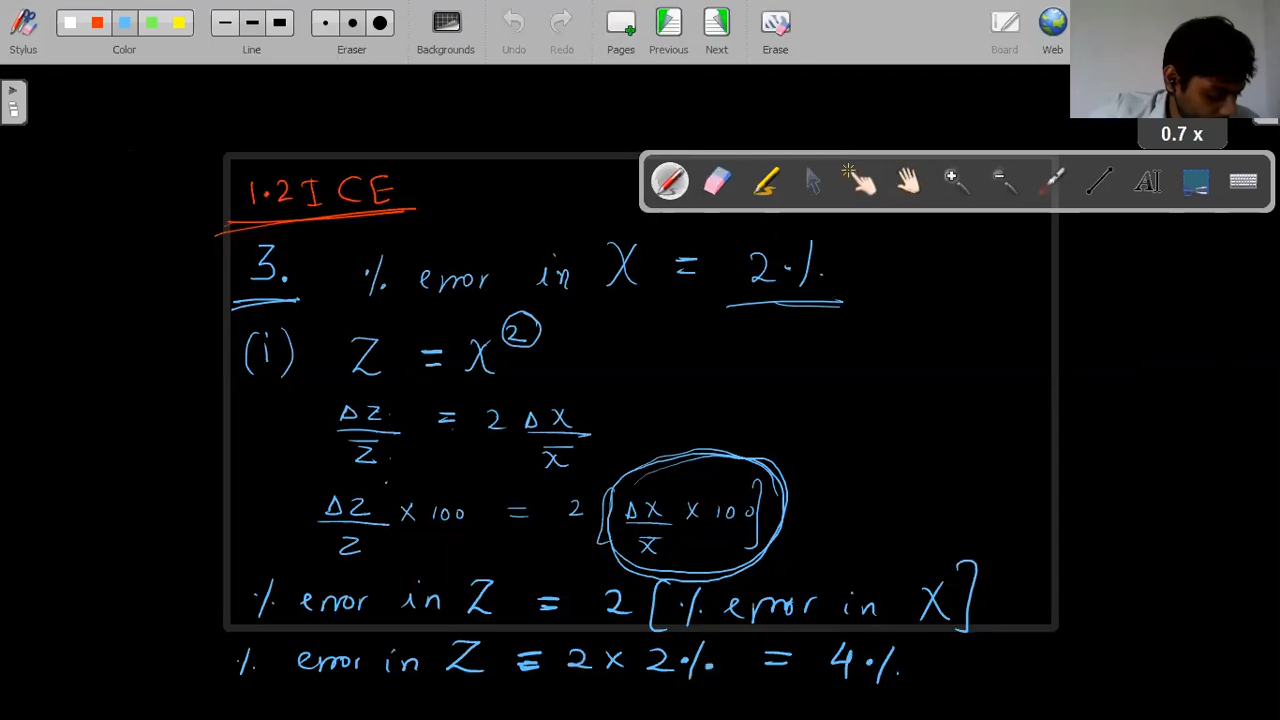 Stylus Color Line Eraser Backgrounds Undo Redo Pages Previous Next Erase Board Web
0.7 x
1.2 ICE
3. % error in X = 2%
(i) Z = X²
ΔZ/Z = 2 ΔX/X
ΔZ/Z × 100 = 2 [ΔX/X × 100]
% error in Z = 2 [% error in X]
% error in Z = 2 × 2% = 4%